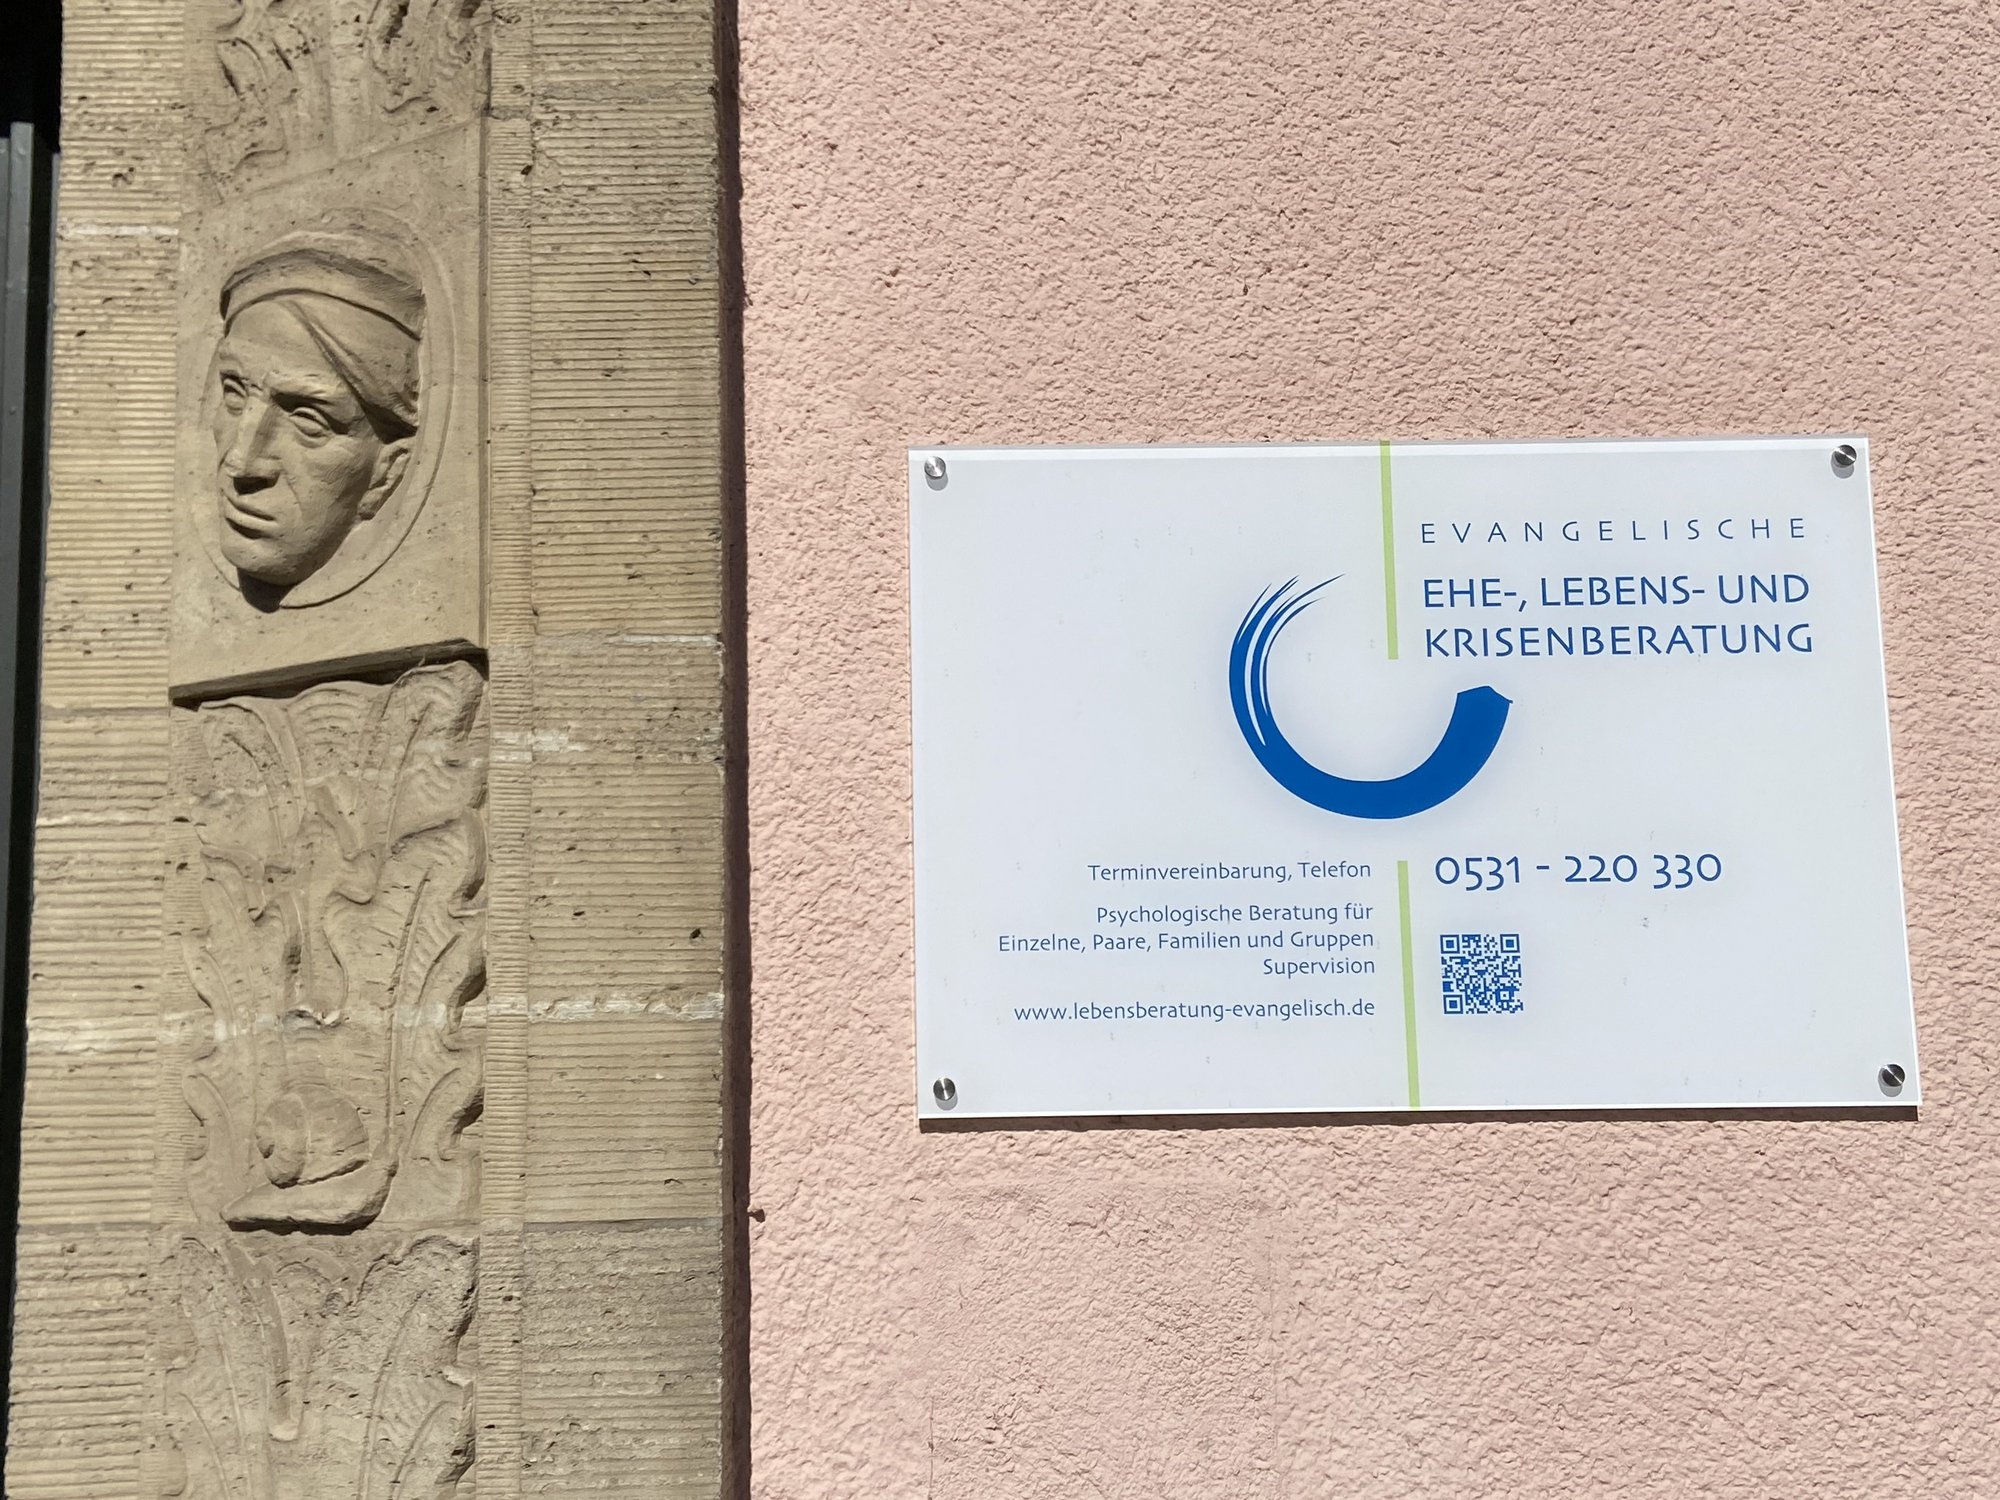 EVANGELISCHE
EHE-, LEBENS- UND
KRISENBERATUNG
Terminvereinbarung, Telefon
0531 - 220 330
Psychologische Beratung für
Einzelne, Paare, Familien und Gruppen
Supervision
www.lebensberatung-evangelisch.de